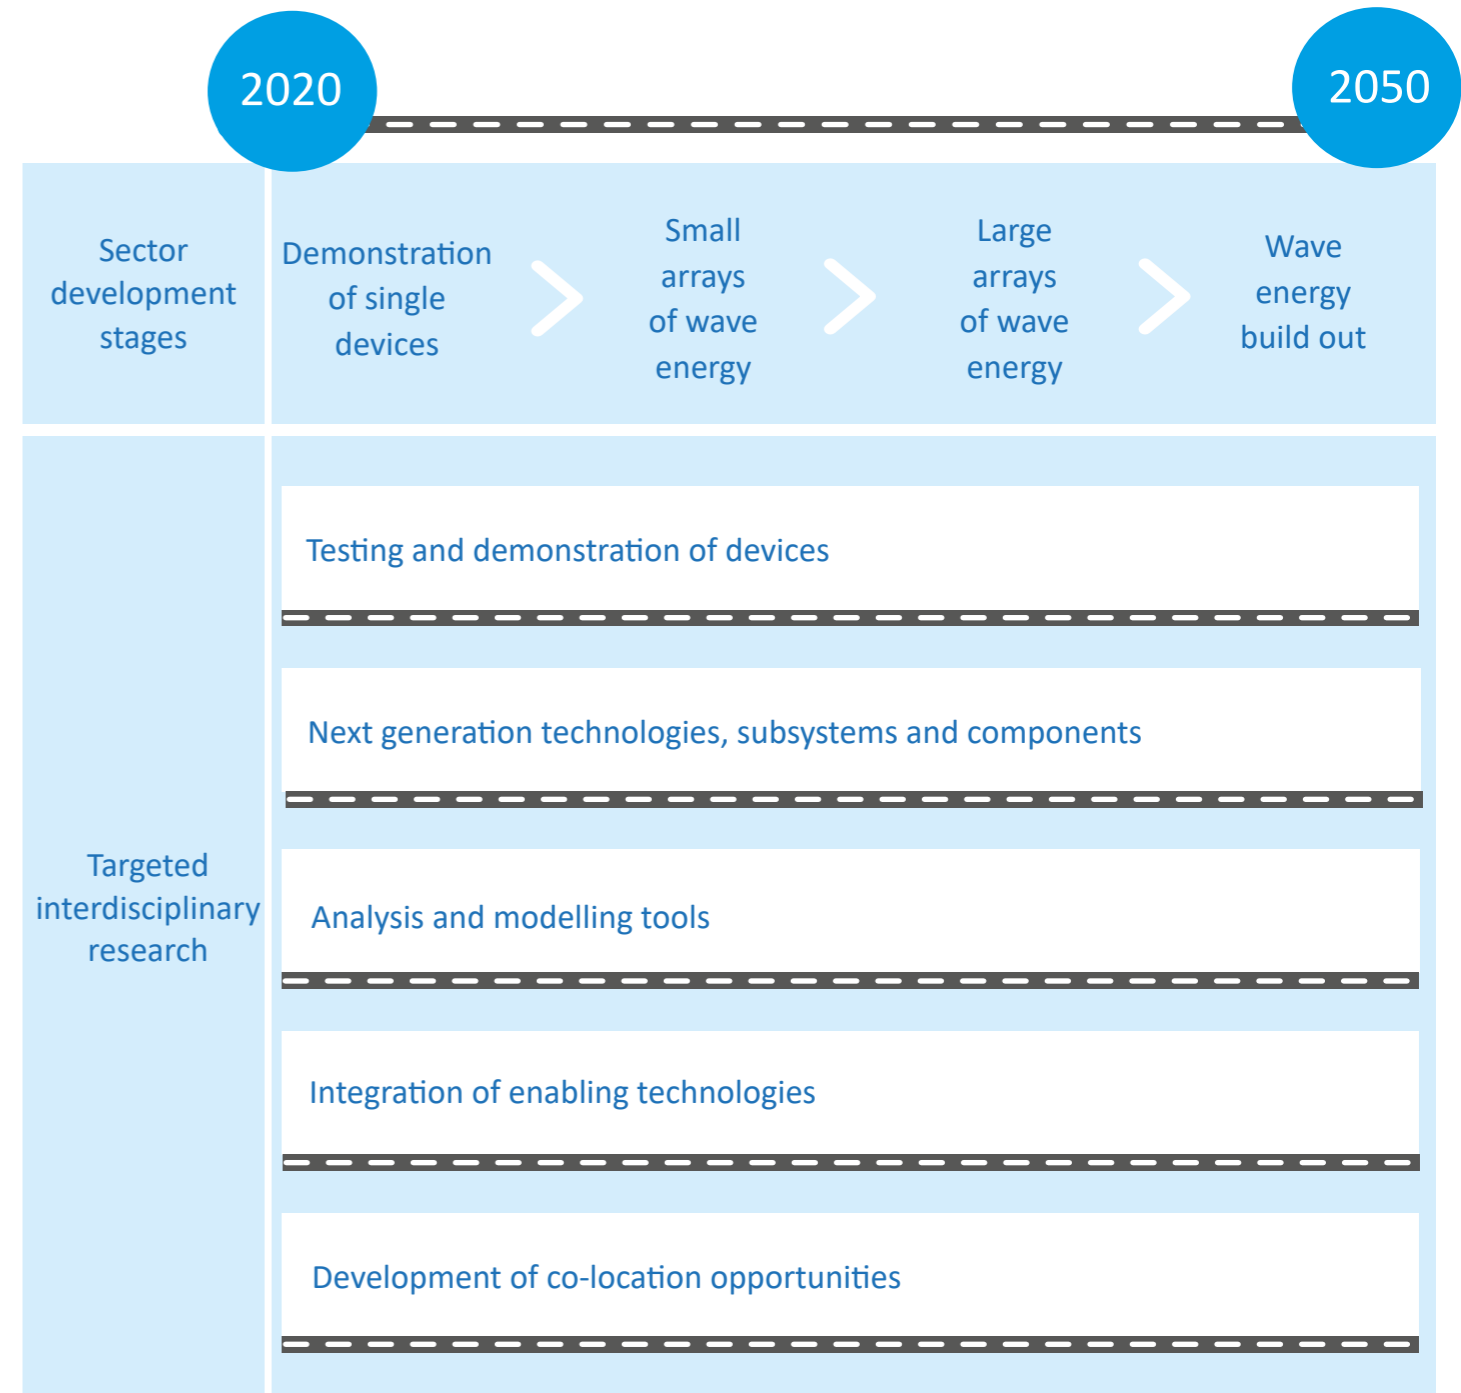 2020
2050
Sector
development
stages
Demonstration
of single
devices
Small
arrays
of wave
energy
Large
arrays
of wave
energy
Wave
energy
build out
Targeted
interdisciplinary
research
Testing and demonstration of devices
Next generation technologies, subsystems and components
Analysis and modelling tools
Integration of enabling technologies
Development of co-location opportunities